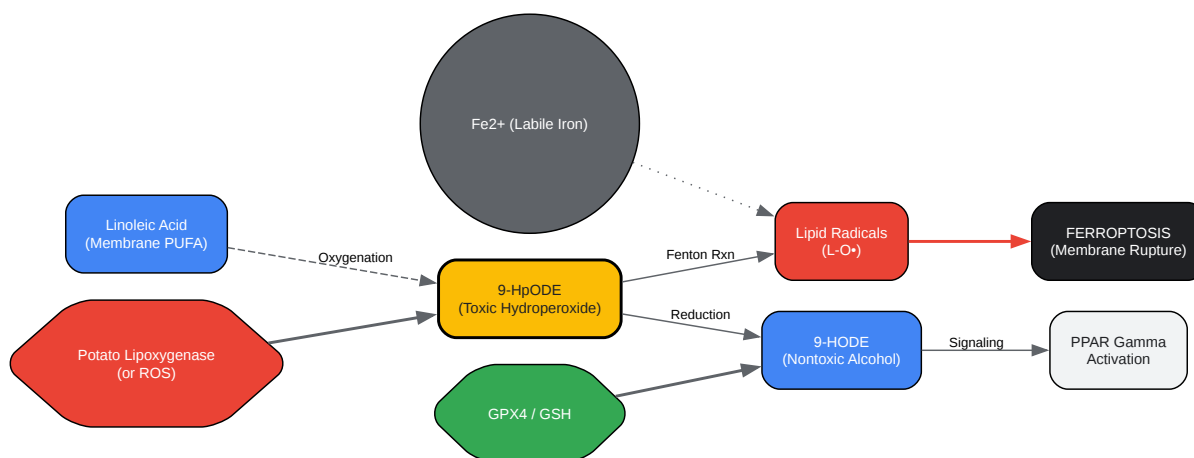 Fe2+ (Labile Iron)
Linoleic Acid
(Membrane PUFA)
Oxygenation
Potato Lipoxygenase
(or ROS)
9-HpODE
(Toxic Hydroperoxide)
GPX4 / GSH
Fenton Rxn
Reduction
Lipid Radicals
(L-O•)
9-HODE
(Nontoxic Alcohol)
Signaling
FERROPTOSIS
(Membrane Rupture)
PPAR Gamma
Activation